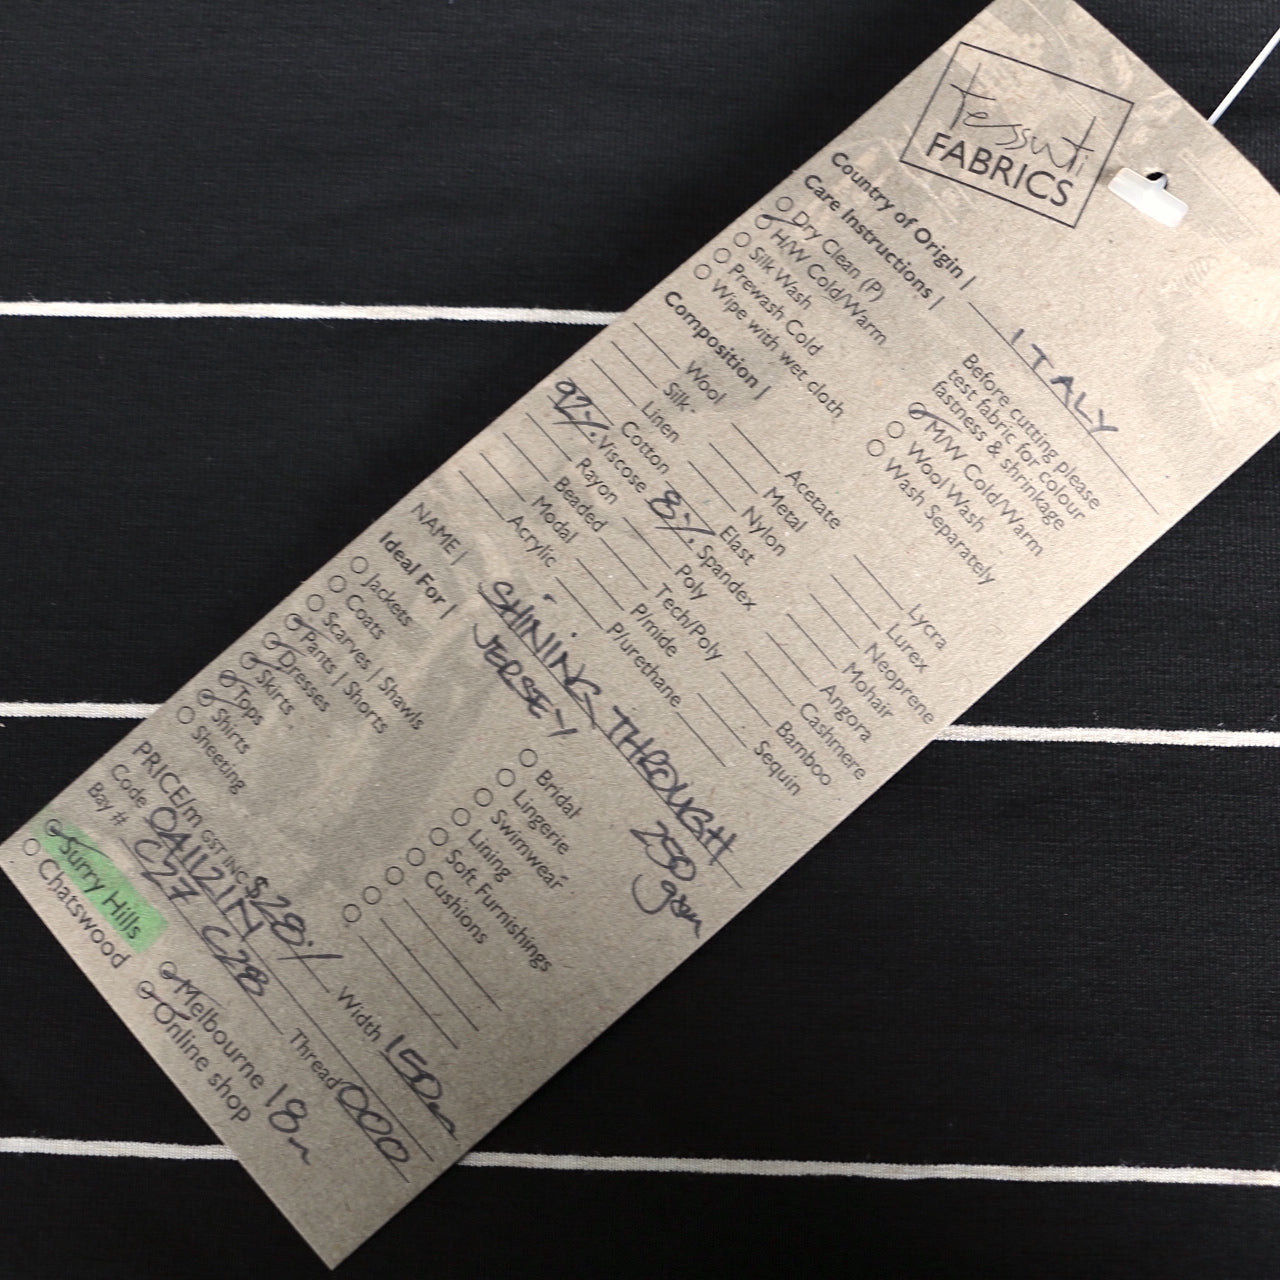 tessuti
FABRICS
Country of Origin | ITALY
Care Instructions |
Before cutting please
test fabric for colour
fastness & shrinkage
Dry Clean (P)
H/W Cold/Warm
Silk Wash
Prewash Cold
Wipe with wet cloth
M/W Cold/Warm
Wool Wash
Wash Separately
Composition |
Wool
Silk
Linen
Cotton
92% Viscose
Rayon
Beaded
Modal
Acrylic
Acetate
Metal
Nylon
Elast
8% Spandex
Poly
Tech/Poly
P/mide
P/urethane
Lycra
Lurex
Neoprene
Mohair
Angora
Cashmere
Bamboo
Sequin
NAME | SHINING THROUGH
JERSEY
250
gsm
Ideal For |
Jackets
Coats
Scarves | Shawls
Pants | Shorts
Dresses
Skirts
Tops
Shirts
Sheeting
Bridal
Lingerie
Swimwear
Lining
Soft Furnishings
Cushions
PRICE/m GST INC $28
Width 150
Code
Thread 000
Bay # C27 C28
Surry Hills
Chatswood
Melbourne
Online shop
18m